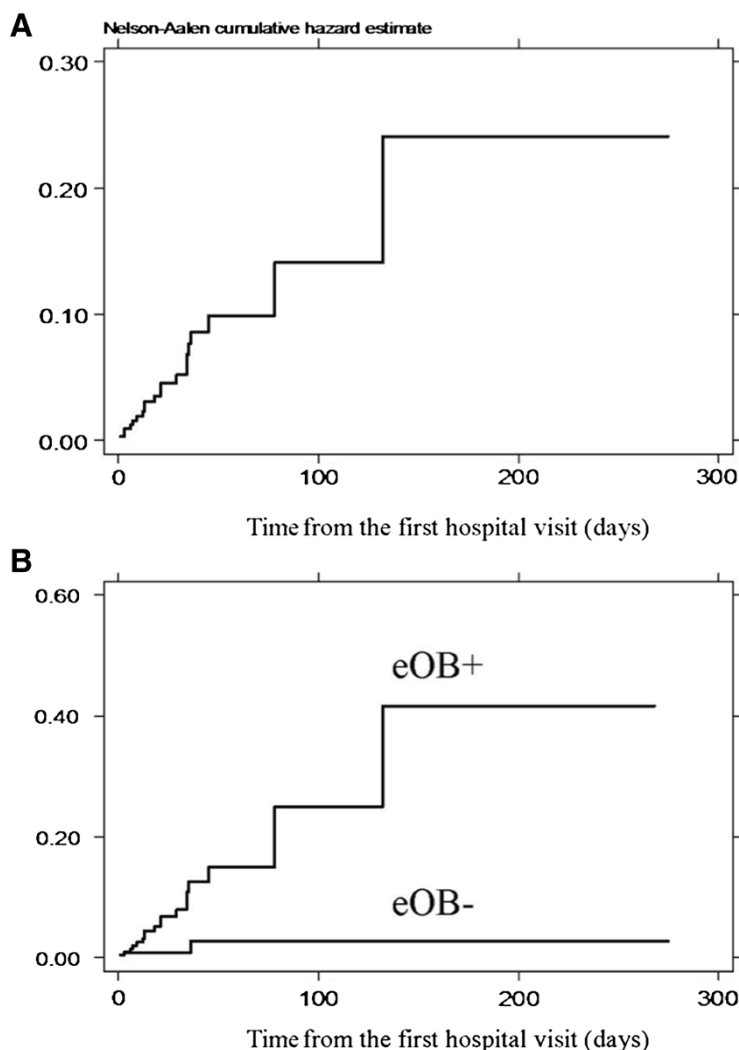 A
Nelson-Aalen cumulative hazard estimate
0.30
0.20
0.10
0.00
0 100 200 300
Time from the first hospital visit (days)
B
0.60
eOB+
0.40
0.20
eOB-
0.00
0 100 200 300
Time from the first hospital visit (days)